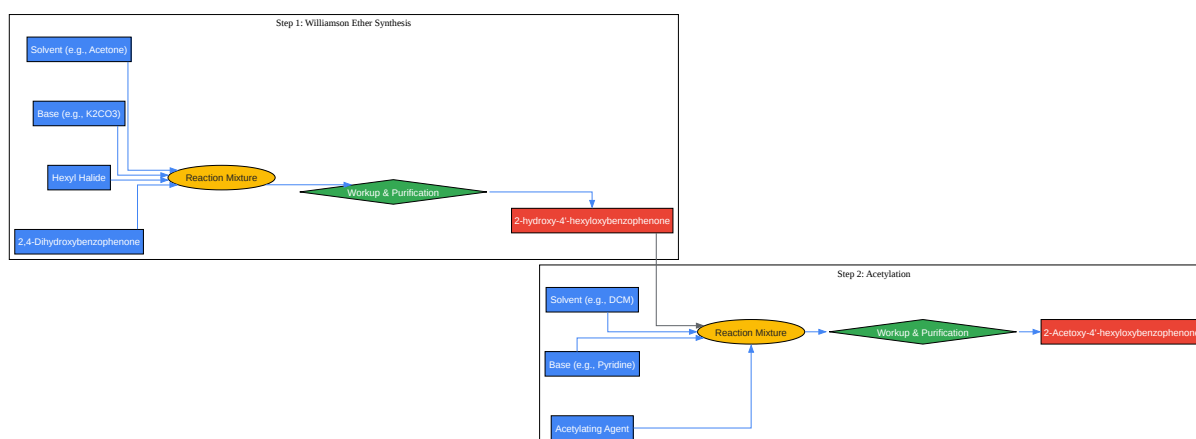 Step 1: Williamson Ether Synthesis
Solvent (e.g., Acetone)
Base (e.g., K2CO3)
Hexyl Halide
Reaction Mixture
Workup & Purification
2,4-Dihydroxybenzophenone
2-hydroxy-4'-hexyloxybenzophenone
Step 2: Acetylation
Solvent (e.g., DCM)
Base (e.g., Pyridine)
Acetylating Agent
Reaction Mixture
Workup & Purification
2-Acetoxy-4'-hexyloxybenzophenone